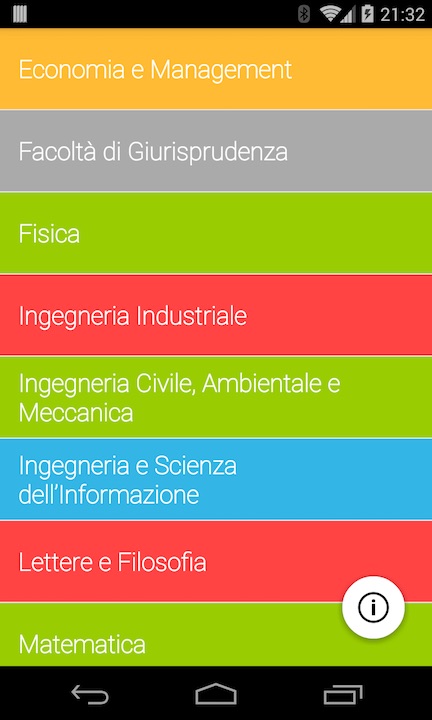 21:32
Economia e Management
Facoltà di Giurisprudenza
Fisica
Ingegneria Industriale
Ingegneria Civile, Ambientale e
Meccanica
Ingegneria e Scienza
dell'Informazione
Lettere e Filosofia
Matematica